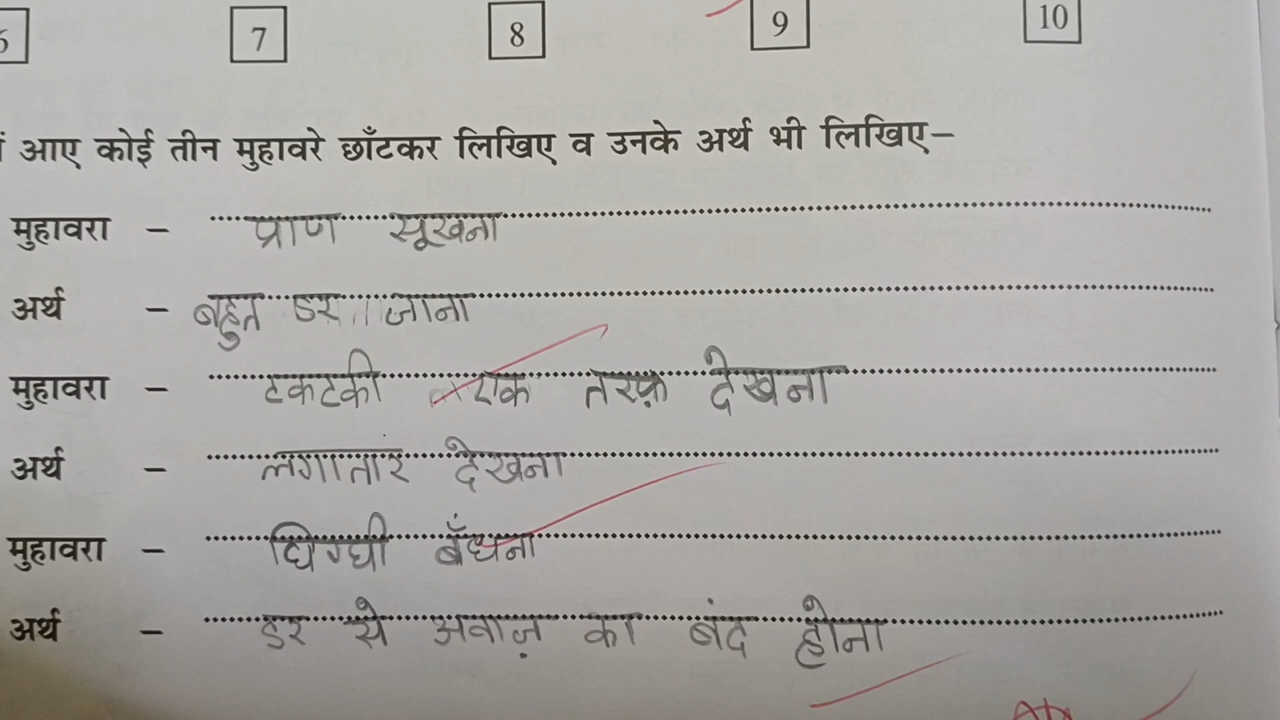 7 8 9 10
आए कोई तीन मुहावरे छाँटकर लिखिए व उनके अर्थ भी लिखिए–
मुहावरा – प्राण सूखना
अर्थ – बहुत डर जाना
मुहावरा – टकटकी एक तरफ़ देखना
अर्थ – लगातार देखना
मुहावरा – घिग्घी बँधना
अर्थ – डर से अवाज़ का बंद होना